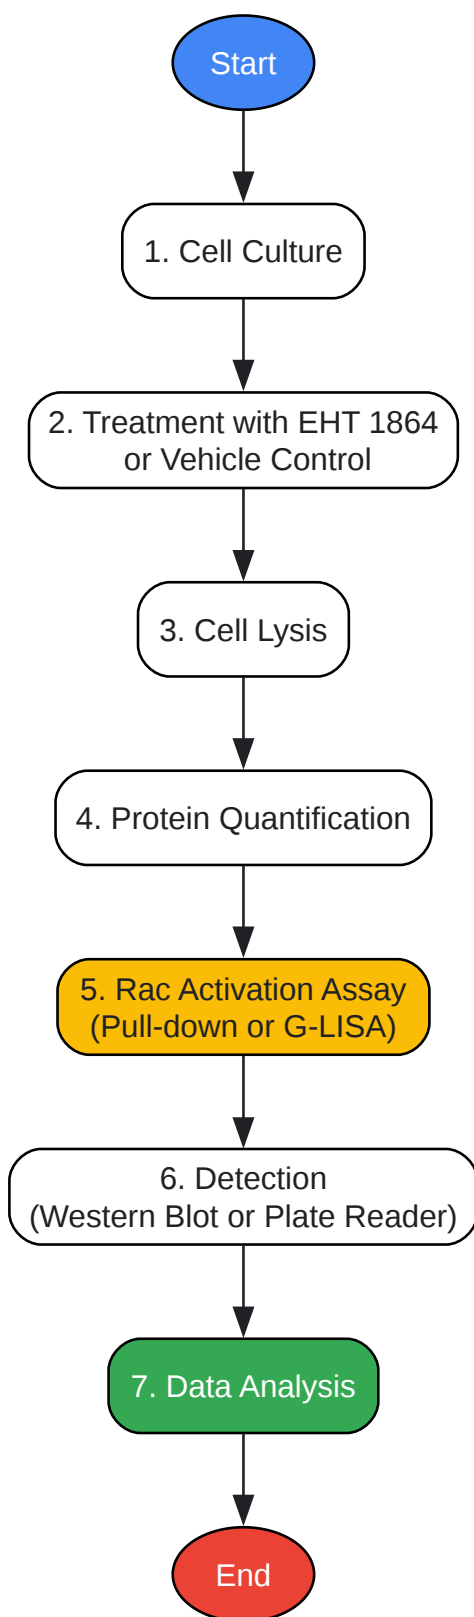 Start
1. Cell Culture
2. Treatment with EHT 1864
or Vehicle Control
3. Cell Lysis
4. Protein Quantification
5. Rac Activation Assay
(Pull-down or G-LISA)
6. Detection
(Western Blot or Plate Reader)
7. Data Analysis
End